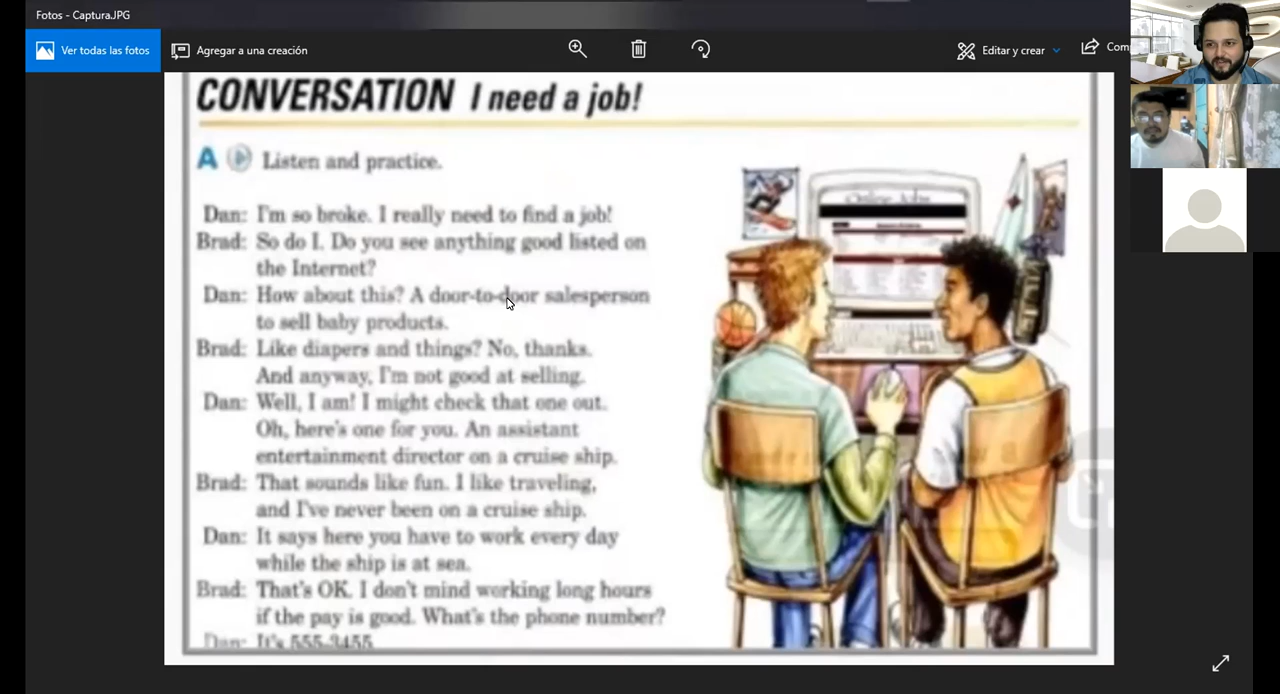 Fotos - CapturaJPG
Ver todas las fotos
Agregar a una creación
Editar y crear
Com
CONVERSATION I need a job!
A Listen and practice.
Dan: I'm so broke. I really need to find a job!
Brad: So do I. Do you see anything good listed on
the Internet?
Dan: How about this? A door-to-door salesperson
to sell baby products.
Brad: Like diapers and things? No, thanks.
And anyway, I'm not good at selling.
Dan: Well, I am! I might check that one out.
Oh, here's one for you. An assistant
entertainment director on a cruise ship.
Brad: That sounds like fun. I like traveling,
and I've never been on a cruise ship.
Dan: It says here you have to work every day
while the ship is at sea.
Brad: That's OK. I don't mind working long hours
if the pay is good. What's the phone number?
Dan: It's 555-3455
Online Jobs